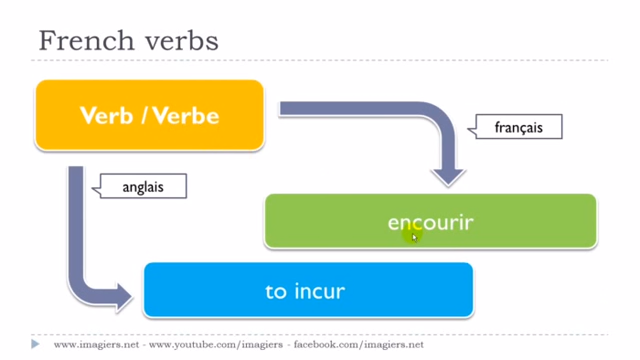 French verbs
Verb / Verbe
français
anglais
encourir
to incur
www.imagiers.net - www.youtube.com/imagiers - facebook.com/imagiers.net